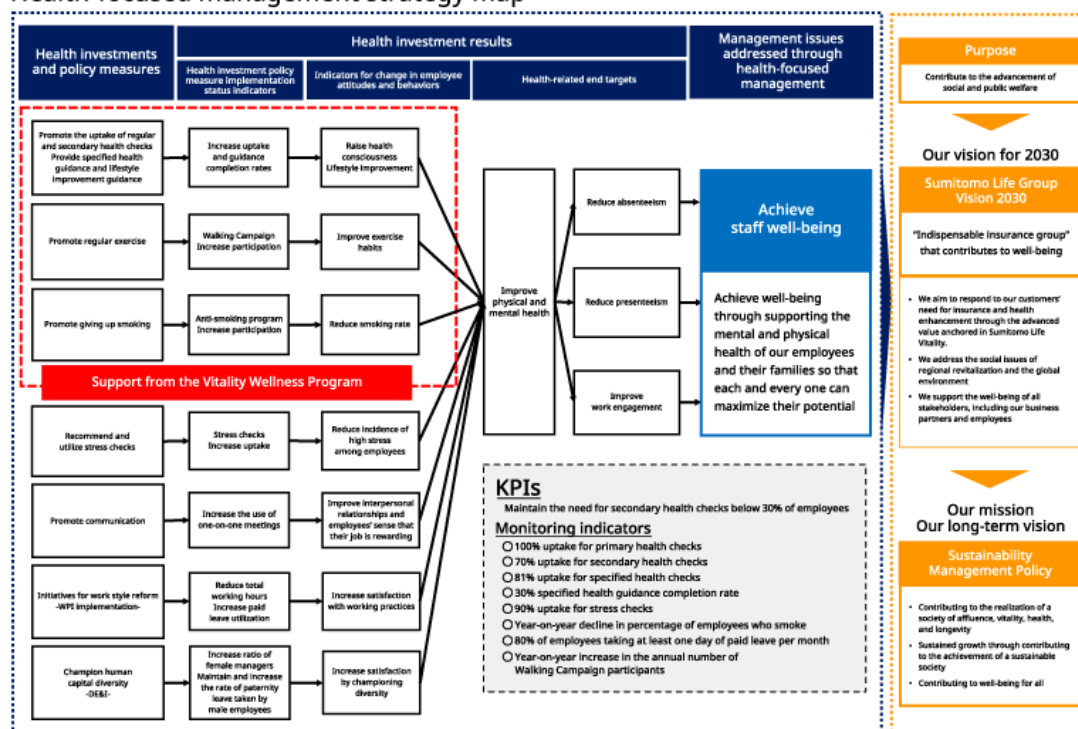 Health-focused management strategy map
Health investments
and policy measures
Health investment results
Health investment policy
measure implementation
status indicators
Indicators for change in employee
attitudes and behaviors
Health-related end targets
Management issues
addressed through
health-focused
management
Promote the uptake of regular
and secondary health checks
Provide specified health
guidance and lifestyle
improvement guidance
Increase uptake
and guidance
completion rates
Raise health
consciousness
Lifestyle improvement
Promote regular exercise
Walking Campaign
Increase participation
Improve exercise
habits
Promote giving up smoking
Anti-smoking program
Increase participation
Reduce smoking rate
Support from the Vitality Wellness Program
Recommend and
utilize stress checks
Stress checks
Increase uptake
Reduce incidence of
high stress
among employees
Promote communication
Increase the use of
one-on-one meetings
Improve interpersonal
relationships and
employees' sense that
their job is rewarding
Initiatives for work style reform
-WPI implementation-
Reduce total
working hours
Increase paid
leave utilization
Increase satisfaction
with working practices
Champion human
capital diversity
-DE&I-
Increase ratio of
female managers
Maintain and increase
the rate of paternity
leave taken by
male employees
Increase satisfaction
by championing
diversity
Improve
physical and
mental health
Reduce absenteeism
Reduce presenteeism
Improve
work engagement
Achieve
staff well-being
Achieve well-being
through supporting the
mental and physical
health of our employees
and their families so that
each and every one can
maximize their potential
KPIs
Maintain the need for secondary health checks below 30% of employees
Monitoring indicators
○100% uptake for primary health checks
○70% uptake for secondary health checks
○81% uptake for specified health checks
○30% specified health guidance completion rate
○90% uptake for stress checks
○Year-on-year decline in percentage of employees who smoke
○80% of employees taking at least one day of paid leave per month
○Year-on-year increase in the annual number of
Walking Campaign participants
Purpose
Contribute to the advancement of
social and public welfare
Our vision for 2030
Sumitomo Life Group
Vision 2030
"Indispensable insurance group"
that contributes to well-being
• We aim to respond to our customers'
need for insurance and health
enhancement through the advanced
value anchored in Sumitomo Life
Vitality.
• We address the social issues of
regional revitalization and the global
environment
• We support the well-being of all
stakeholders, including our business
partners and employees
Our mission
Our long-term vision
Sustainability
Management Policy
• Contributing to the realization of a
society of affluence, vitality, health,
and longevity
• Sustained growth through contributing
to the achievement of a sustainable
society
• Contributing to well-being for all